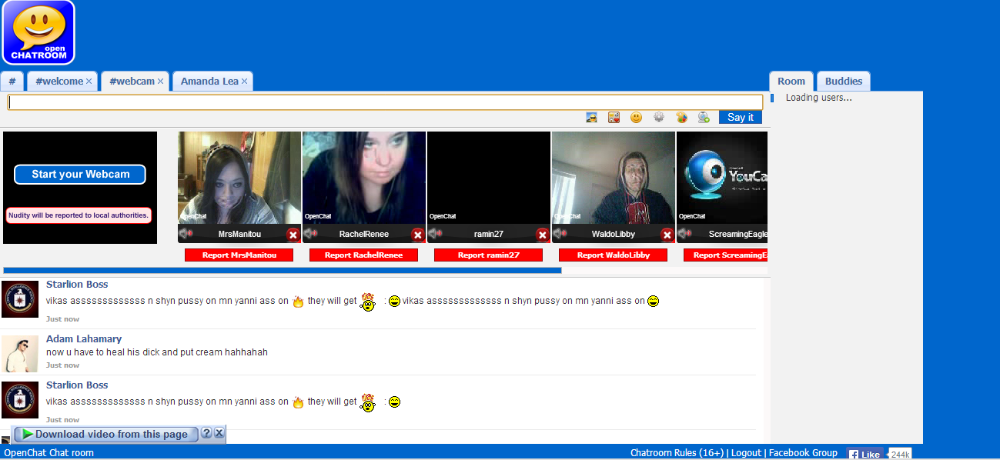 open
CHATROOM
# #welcome #webcam Amanda Lea Room Buddies
Loading users...
Say it
Start your Webcam
Nudity will be reported to local authorities.
OpenChat OpenChat OpenChat OpenChat OpenChat
YouCa
MrsManitou RachelRenee ramin27 WaldoLibby ScreamingEagle
Report MrsManitou Report RachelRenee Report ramin27 Report WaldoLibby Report ScreamingE
Starlion Boss
vikas asssssssssssss n shyn pussy on mn yanni ass on they will get : vikas asssssssssssss n shyn pussy on mn yanni ass on
Just now
Adam Lahamary
now u have to heal his dick and put cream hahhahah
Just now
Starlion Boss
vikas asssssssssssss n shyn pussy on mn yanni ass on they will get :
Just now
Download video from this page ? X
OpenChat Chat room Chatroom Rules (16+) | Logout | Facebook Group f Like 244k